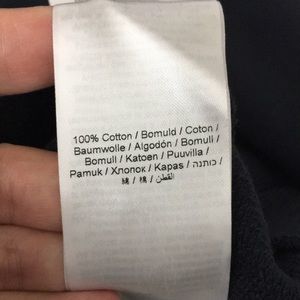 100% Cotton / Bomuld / Coton /
Baumwolle / Algodón / Bomull /
Bomull / Katoen / Puuvilla /
Pamuk / Хлопок / Kapas / כותנה /
القطن / 棉 / 綿